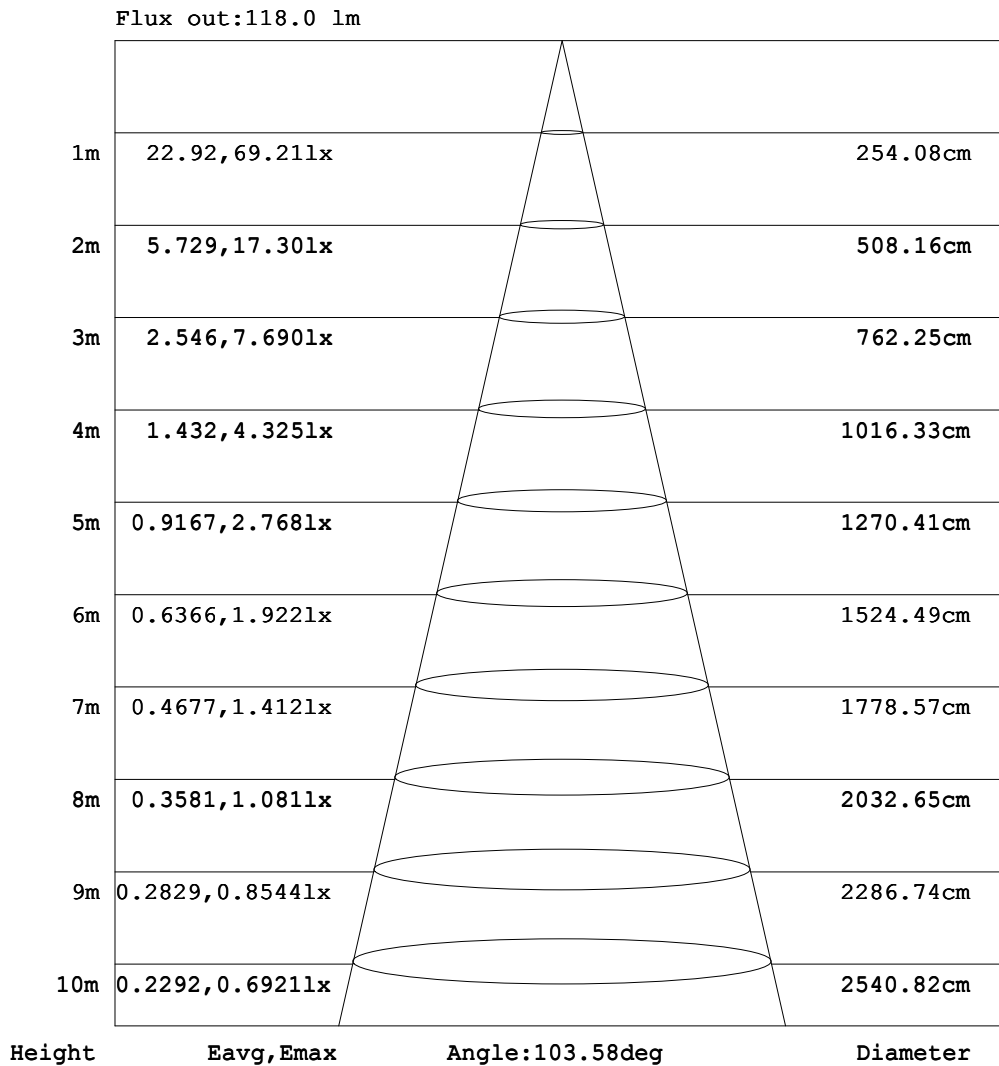 Flux out:118.0 lm
1m 22.92,69.21lx 254.08cm
2m 5.729,17.30lx 508.16cm
3m 2.546,7.690lx 762.25cm
4m 1.432,4.325lx 1016.33cm
5m 0.9167,2.768lx 1270.41cm
6m 0.6366,1.922lx 1524.49cm
7m 0.4677,1.412lx 1778.57cm
8m 0.3581,1.081lx 2032.65cm
9m 0.2829,0.8544lx 2286.74cm
10m 0.2292,0.6921lx 2540.82cm
Height Eavg,Emax Angle:103.58deg Diameter